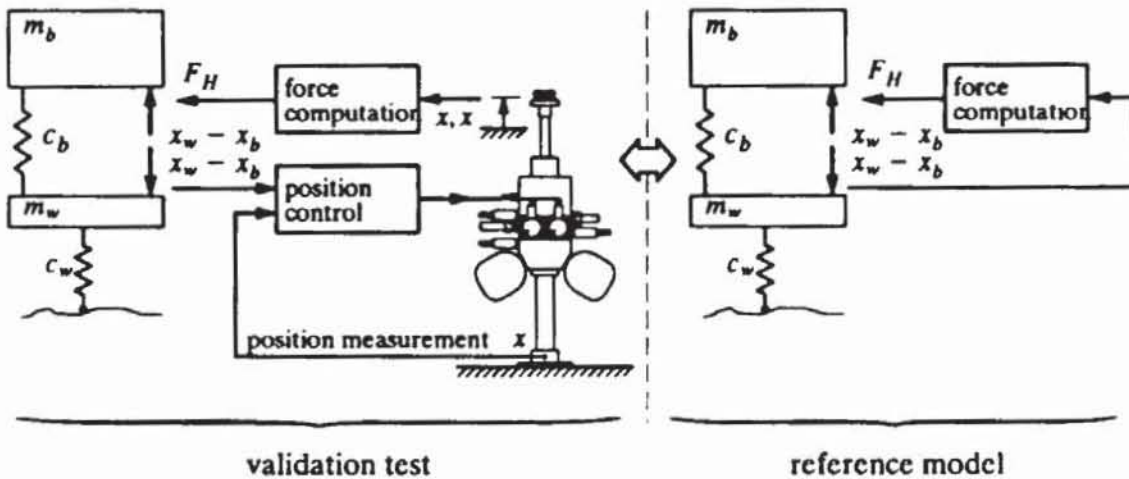 m_b
F_H
force computation
x, x
c_b
x_w − x_b
x_w − x_b
position control
m_w
c_w
position measurement x
validation test
m_b
F_H
force computation
c_b
x_w − x_b
x_w − x_b
m_w
c_w
reference model